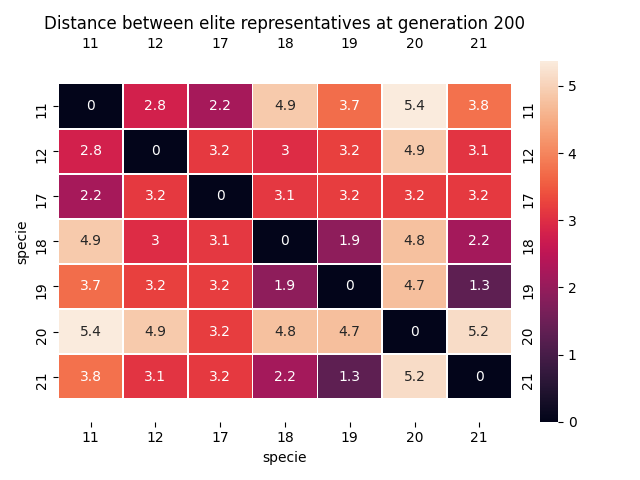 Distance between elite representatives at generation 200
11 12 17 18 19 20 21
11 0 2.8 2.2 4.9 3.7 5.4 3.8 11
12 2.8 0 3.2 3 3.2 4.9 3.1 12
17 2.2 3.2 0 3.1 3.2 3.2 3.2 17
18 4.9 3 3.1 0 1.9 4.8 2.2 18
19 3.7 3.2 3.2 1.9 0 4.7 1.3 19
20 5.4 4.9 3.2 4.8 4.7 0 5.2 20
21 3.8 3.1 3.2 2.2 1.3 5.2 0 21
11 12 17 18 19 20 21
specie
specie
5
4
3
2
1
0